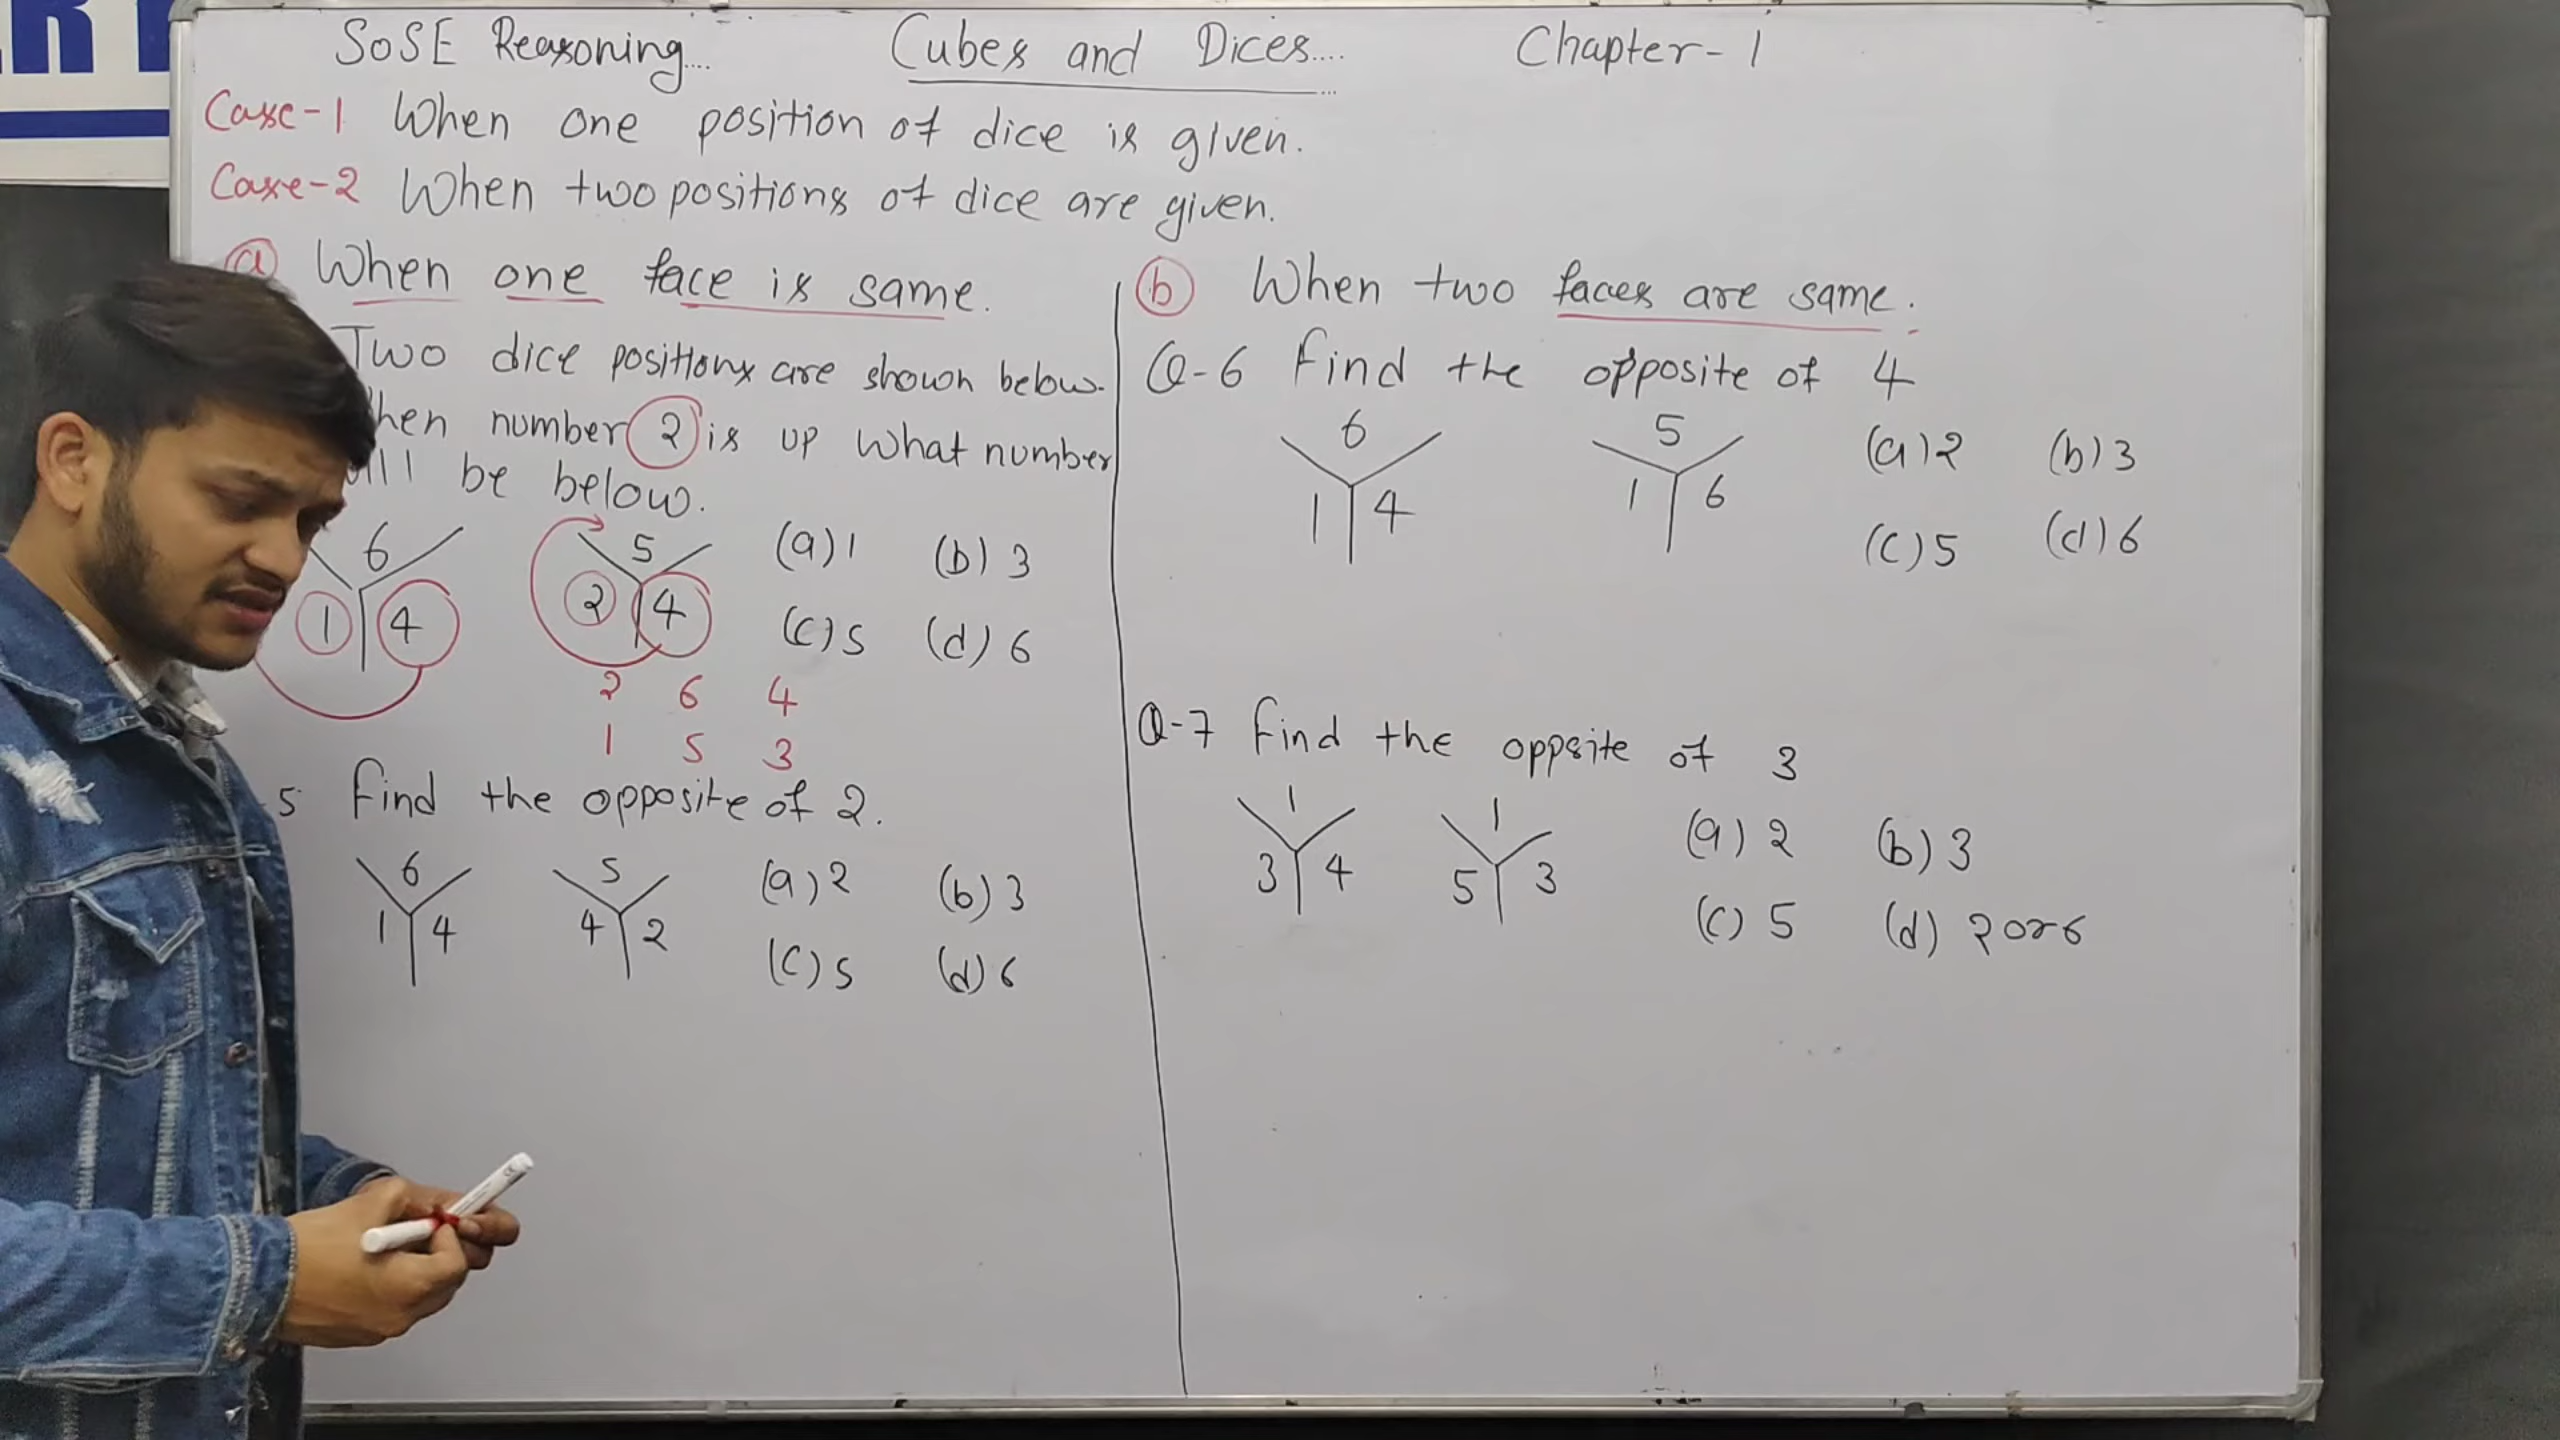 SoSE Reasoning... Cubes and Dices.... Chapter-1
Case-1 When one position of dice is given.
Case-2 When two positions of dice are given.
(a) When one face is same.
Two dice positions are shown below.
hen number 2 is up what number
ill be below.
6
1 4
5
2 4
(a) 1 (b) 3
(c) 5 (d) 6
2 6 4
1 5 3
-5 find the opposite of 2.
6
1 4
5
4 2
(a) 2 (b) 3
(c) 5 (d) 6
(b) When two faces are same.
Q-6 find the opposite of 4
6
1 4
5
1 6
(a) 2 (b) 3
(c) 5 (d) 6
Q-7 find the oppsite of 3
1
3 4
1
5 3
(a) 2 (b) 3
(c) 5 (d) 2 or 6